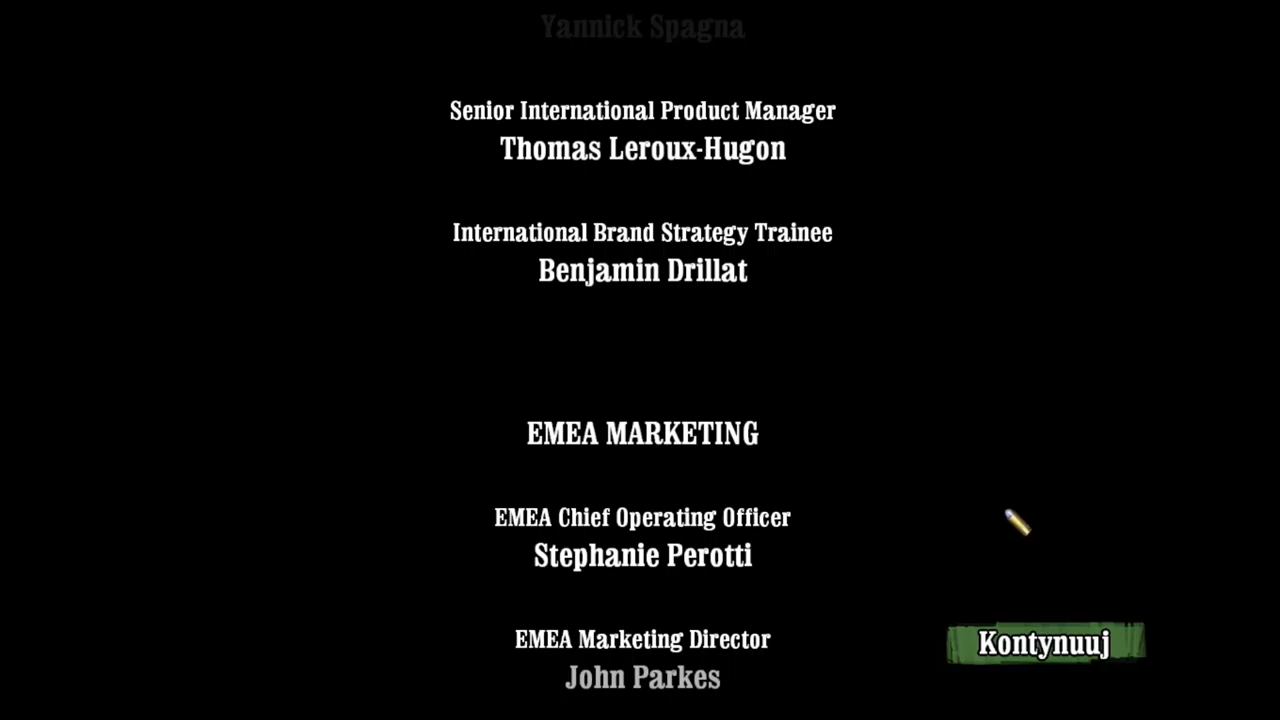 Yannick Spagna
Senior International Product Manager
Thomas Leroux-Hugon
International Brand Strategy Trainee
Benjamin Drillat
EMEA MARKETING
EMEA Chief Operating Officer
Stephanie Perotti
EMEA Marketing Director
John Parkes
Kontynuuj